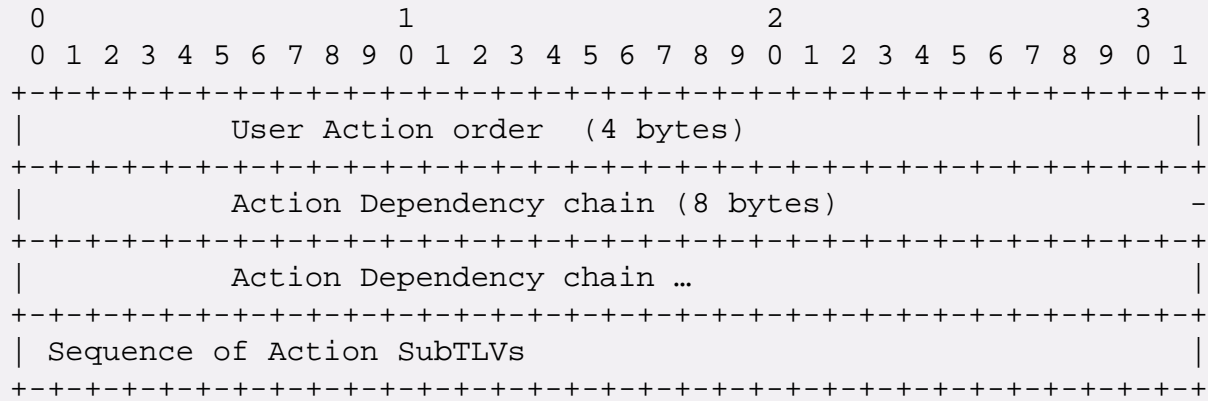 0                   1                   2                   3
 0 1 2 3 4 5 6 7 8 9 0 1 2 3 4 5 6 7 8 9 0 1 2 3 4 5 6 7 8 9 0 1
+-+-+-+-+-+-+-+-+-+-+-+-+-+-+-+-+-+-+-+-+-+-+-+-+-+-+-+-+-+-+-+-+
|           User Action order  (4 bytes)                        |
+-+-+-+-+-+-+-+-+-+-+-+-+-+-+-+-+-+-+-+-+-+-+-+-+-+-+-+-+-+-+-+-+
|           Action Dependency chain (8 bytes)                   -
+-+-+-+-+-+-+-+-+-+-+-+-+-+-+-+-+-+-+-+-+-+-+-+-+-+-+-+-+-+-+-+-+
|           Action Dependency chain …                           |
+-+-+-+-+-+-+-+-+-+-+-+-+-+-+-+-+-+-+-+-+-+-+-+-+-+-+-+-+-+-+-+-+
| Sequence of Action SubTLVs                                    |
+-+-+-+-+-+-+-+-+-+-+-+-+-+-+-+-+-+-+-+-+-+-+-+-+-+-+-+-+-+-+-+-+